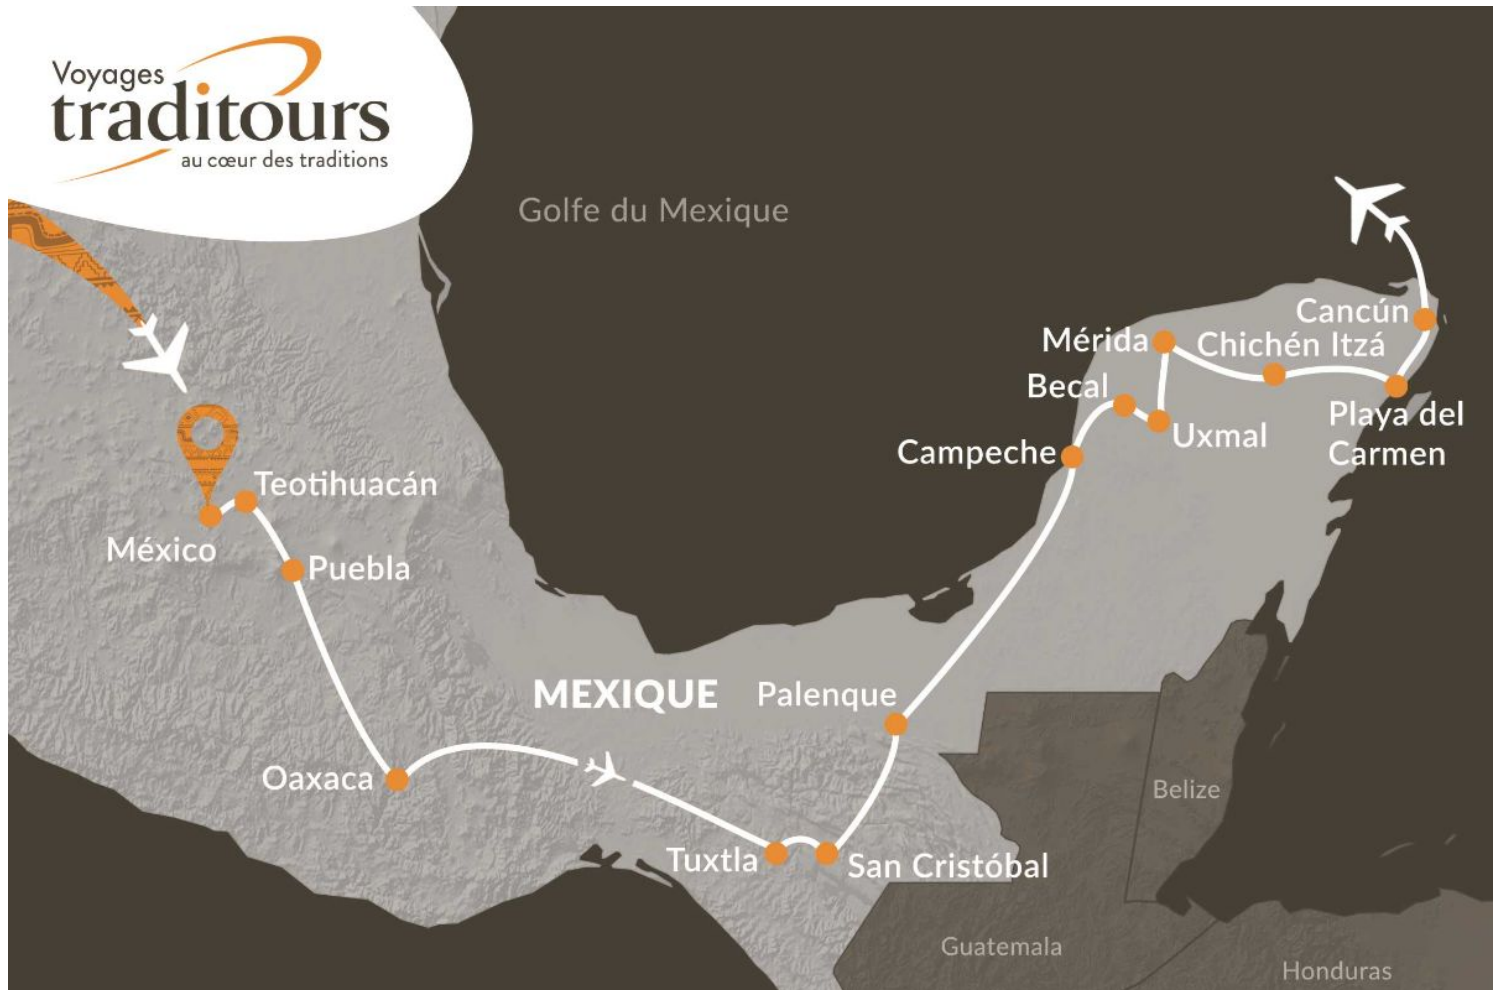 Voyages
traditours
au cœur des traditions
Golfe du Mexique
Cancún
Mérida
Chichén Itzá
Becal
Playa del
Carmen
Uxmal
Campeche
Teotihuacán
México
Puebla
MEXIQUE
Palenque
Oaxaca
Belize
Tuxtla
San Cristóbal
Guatemala
Honduras